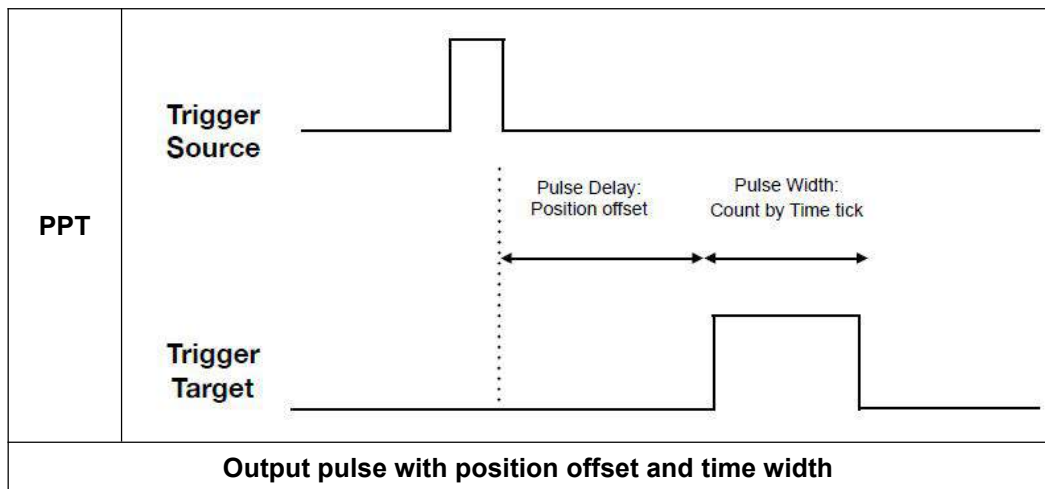 PPT
Trigger
Source
Pulse Delay:
Position offset
Pulse Width:
Count by Time tick
Trigger
Target
Output pulse with position offset and time width